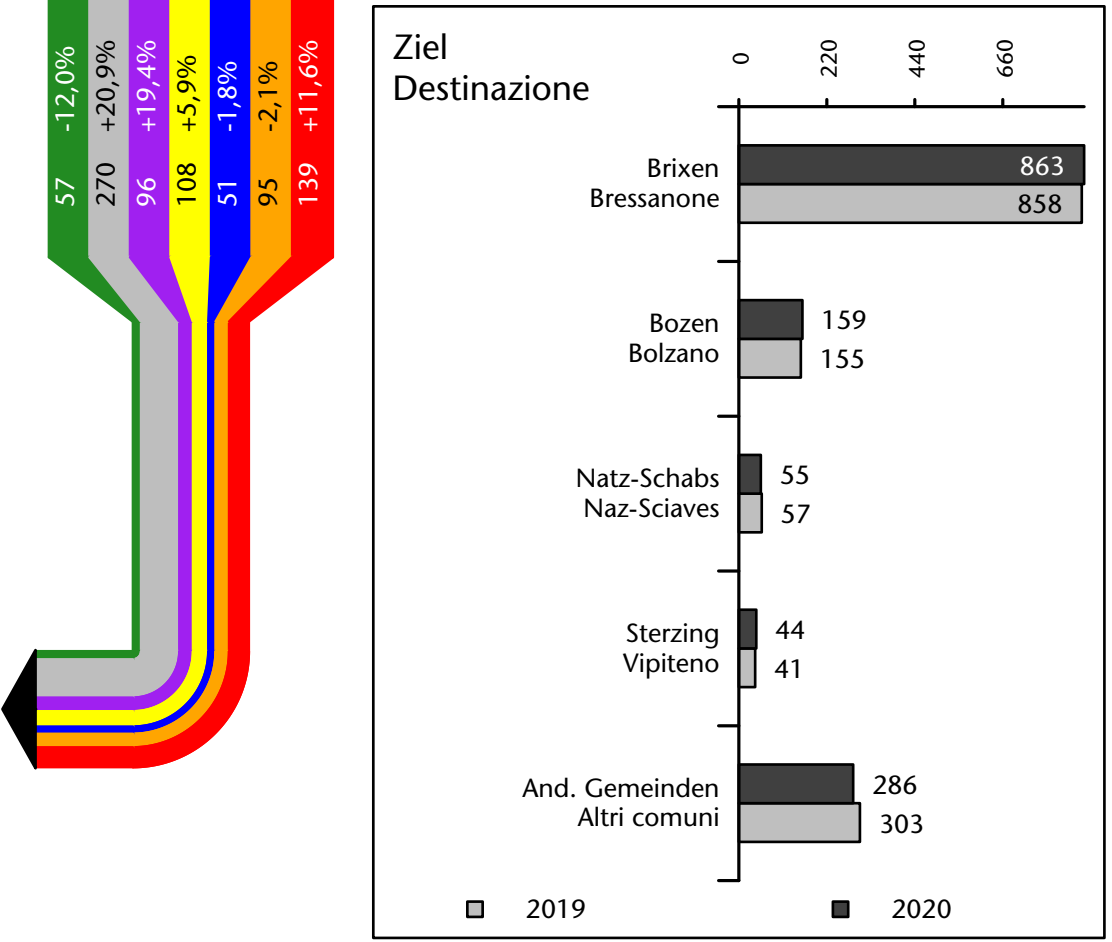 57 -12,0%
270 +20,9%
96 +19,4%
108 +5,9%
51 -1,8%
95 -2,1%
139 +11,6%
Ziel
Destinazione
0 220 440 660
Brixen
Bressanone
863
858
Bozen
Bolzano
159
155
Natz-Schabs
Naz-Sciaves
55
57
Sterzing
Vipiteno
44
41
And. Gemeinden
Altri comuni
286
303
2019 2020